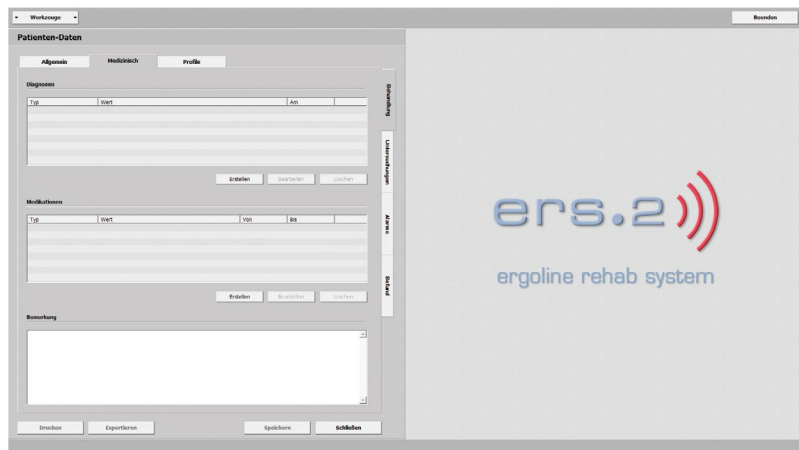 Werkzeuge
Beenden
Patienten-Daten
Allgemein Medizinisch Profile
Diagnosen
Typ Wert Am
Erstellen Bearbeiten Löschen
Medikationen
Typ Wert Von Bis
Erstellen Bearbeiten Löschen
Bemerkung
Behandlung
Untersuchungen
Alarme
Befund
Drucken Exportieren Speichern Schließen
ers.2
ergoline rehab system